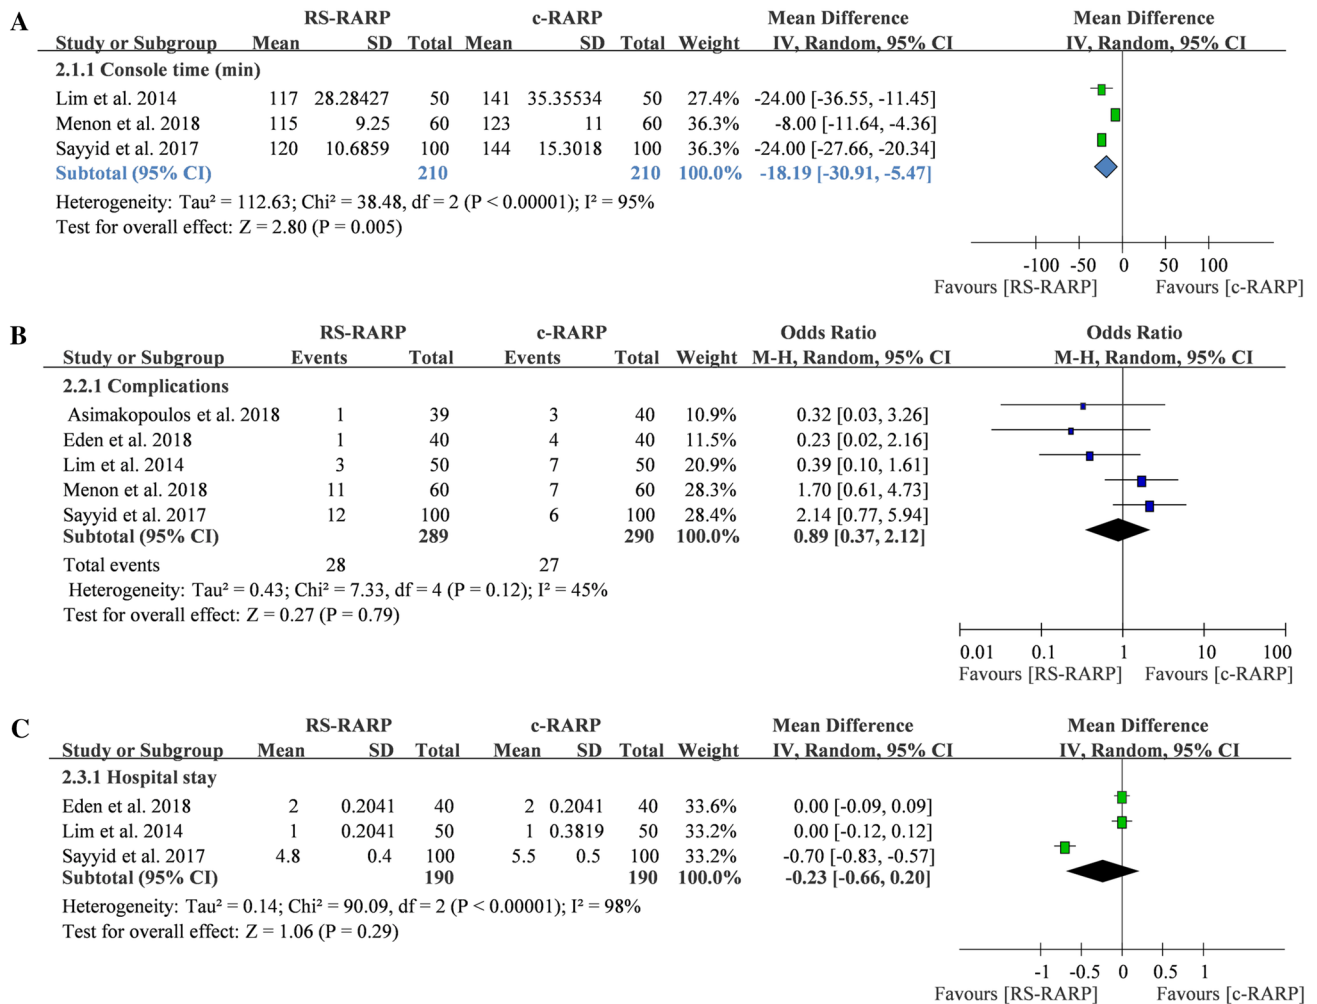 A
RS-RARP c-RARP Mean Difference Mean Difference
Study or Subgroup Mean SD Total Mean SD Total Weight IV, Random, 95% CI IV, Random, 95% CI
2.1.1 Console time (min)
Lim et al. 2014 117 28.28427 50 141 35.35534 50 27.4% -24.00 [-36.55, -11.45]
Menon et al. 2018 115 9.25 60 123 11 60 36.3% -8.00 [-11.64, -4.36]
Sayyid et al. 2017 120 10.6859 100 144 15.3018 100 36.3% -24.00 [-27.66, -20.34]
Subtotal (95% CI) 210 210 100.0% -18.19 [-30.91, -5.47]
Heterogeneity: Tau² = 112.63; Chi² = 38.48, df = 2 (P < 0.00001); I² = 95%
Test for overall effect: Z = 2.80 (P = 0.005)
-100 -50 0 50 100
Favours [RS-RARP] Favours [c-RARP]
B
RS-RARP c-RARP Odds Ratio Odds Ratio
Study or Subgroup Events Total Events Total Weight M-H, Random, 95% CI M-H, Random, 95% CI
2.2.1 Complications
Asimakopoulos et al. 2018 1 39 3 40 10.9% 0.32 [0.03, 3.26]
Eden et al. 2018 1 40 4 40 11.5% 0.23 [0.02, 2.16]
Lim et al. 2014 3 50 7 50 20.9% 0.39 [0.10, 1.61]
Menon et al. 2018 11 60 7 60 28.3% 1.70 [0.61, 4.73]
Sayyid et al. 2017 12 100 6 100 28.4% 2.14 [0.77, 5.94]
Subtotal (95% CI) 289 290 100.0% 0.89 [0.37, 2.12]
Total events 28 27
Heterogeneity: Tau² = 0.43; Chi² = 7.33, df = 4 (P = 0.12); I² = 45%
Test for overall effect: Z = 0.27 (P = 0.79)
0.01 0.1 1 10 100
Favours [RS-RARP] Favours [c-RARP]
C
RS-RARP c-RARP Mean Difference Mean Difference
Study or Subgroup Mean SD Total Mean SD Total Weight IV, Random, 95% CI IV, Random, 95% CI
2.3.1 Hospital stay
Eden et al. 2018 2 0.2041 40 2 0.2041 40 33.6% 0.00 [-0.09, 0.09]
Lim et al. 2014 1 0.2041 50 1 0.3819 50 33.2% 0.00 [-0.12, 0.12]
Sayyid et al. 2017 4.8 0.4 100 5.5 0.5 100 33.2% -0.70 [-0.83, -0.57]
Subtotal (95% CI) 190 190 100.0% -0.23 [-0.66, 0.20]
Heterogeneity: Tau² = 0.14; Chi² = 90.09, df = 2 (P < 0.00001); I² = 98%
Test for overall effect: Z = 1.06 (P = 0.29)
-1 -0.5 0 0.5 1
Favours [RS-RARP] Favours [c-RARP]